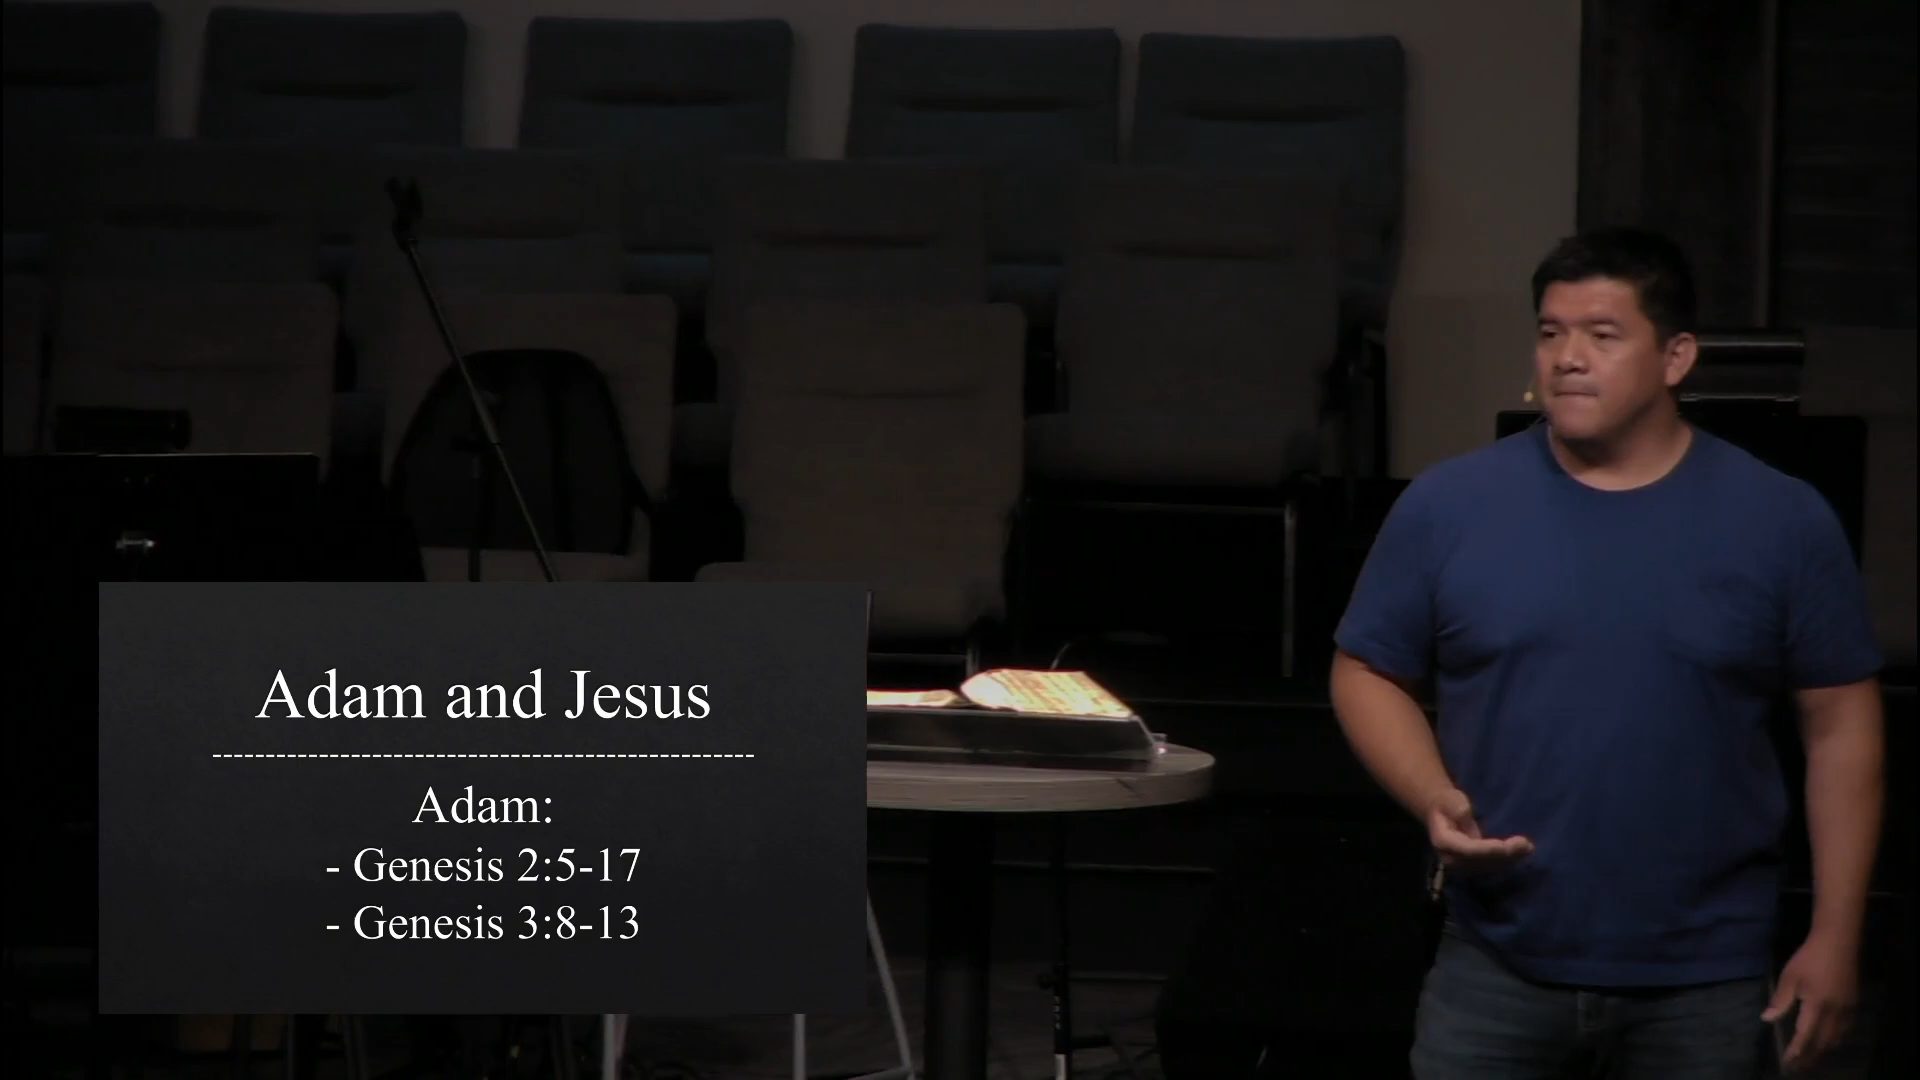 Adam and Jesus
-------------------------------------------------
Adam:
- Genesis 2:5-17
- Genesis 3:8-13